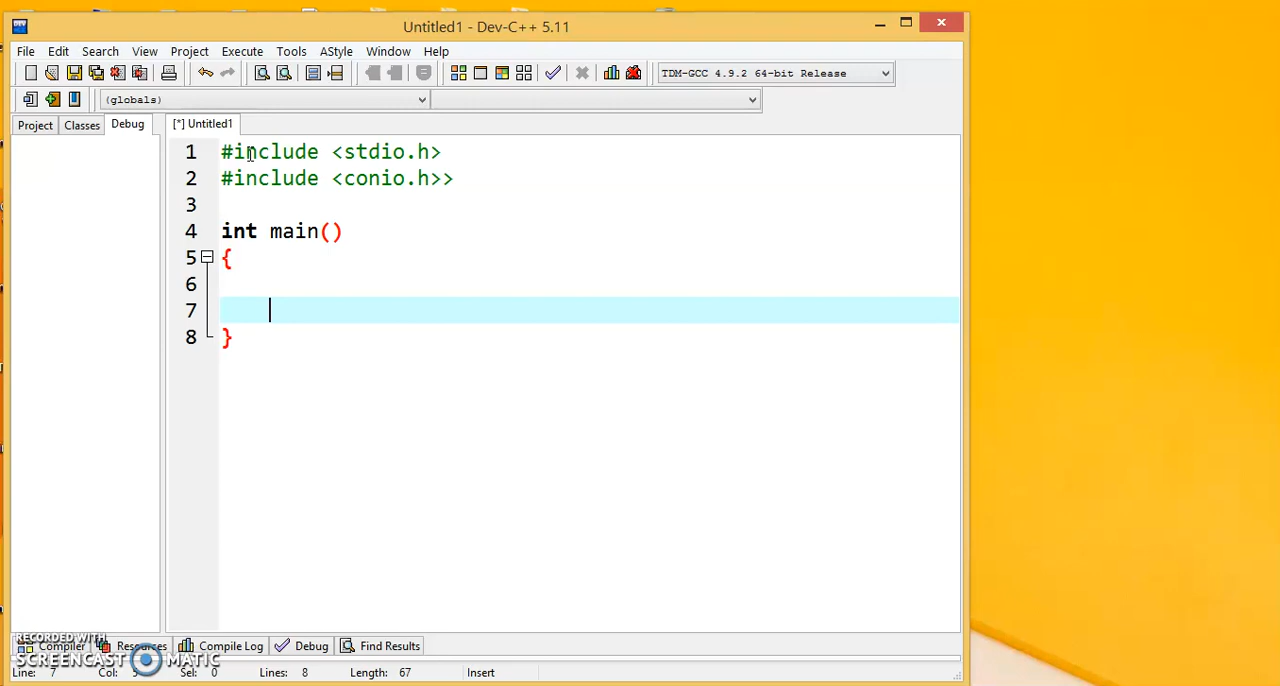 Untitled1 - Dev-C++ 5.11
File Edit Search View Project Execute Tools AStyle Window Help
TDM-GCC 4.9.2 64-bit Release
(globals)
Project Classes Debug [*] Untitled1
1 #include <stdio.h>
2 #include <conio.h>>
3
4 int main()
5 {
6
7
8 }
RECORDED WITH
Compiler Resources Compile Log Debug Find Results
SCREENCAST MATIC
Line: 7 Col: 5 Sel: 0 Lines: 8 Length: 67 Insert